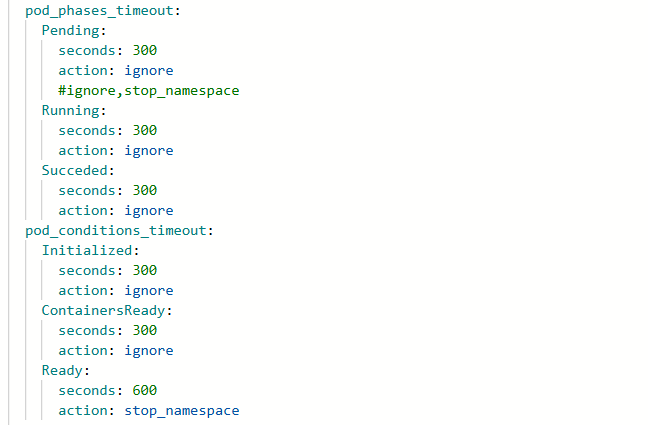 pod_phases_timeout:
Pending:
seconds: 300
action: ignore
#ignore,stop_namespace
Running:
seconds: 300
action: ignore
Succeded:
seconds: 300
action: ignore
pod_conditions_timeout:
Initialized:
seconds: 300
action: ignore
ContainersReady:
seconds: 300
action: ignore
Ready:
seconds: 600
action: stop_namespace